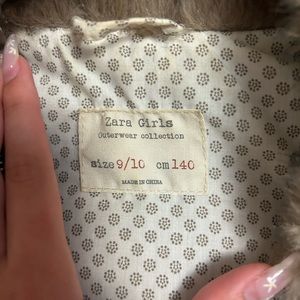 Zara Girls
Outerwear collection
size 9/10 cm 140
MADE IN CHINA